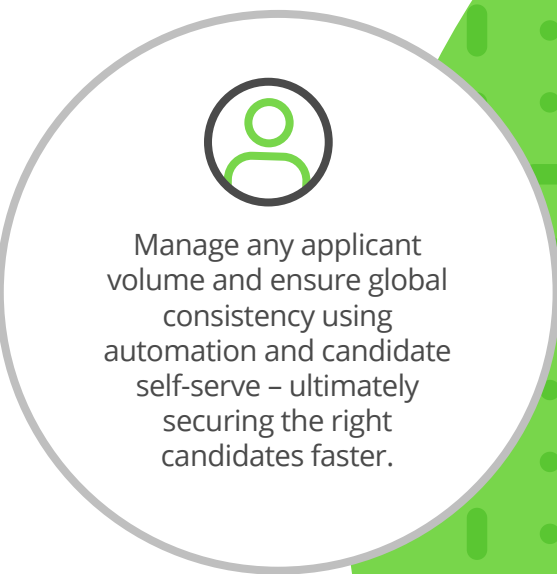 Manage any applicant
volume and ensure global
consistency using
automation and candidate
self-serve – ultimately
securing the right
candidates faster.